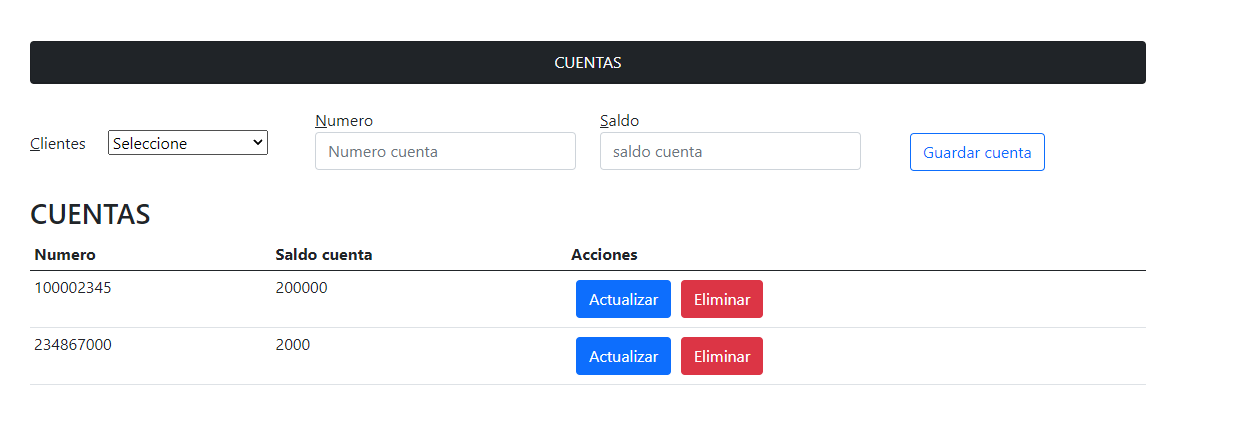 CUENTAS
Clientes Seleccione
Numero
Numero cuenta
Saldo
saldo cuenta
Guardar cuenta
CUENTAS
Numero Saldo cuenta Acciones
100002345 200000 Actualizar Eliminar
234867000 2000 Actualizar Eliminar